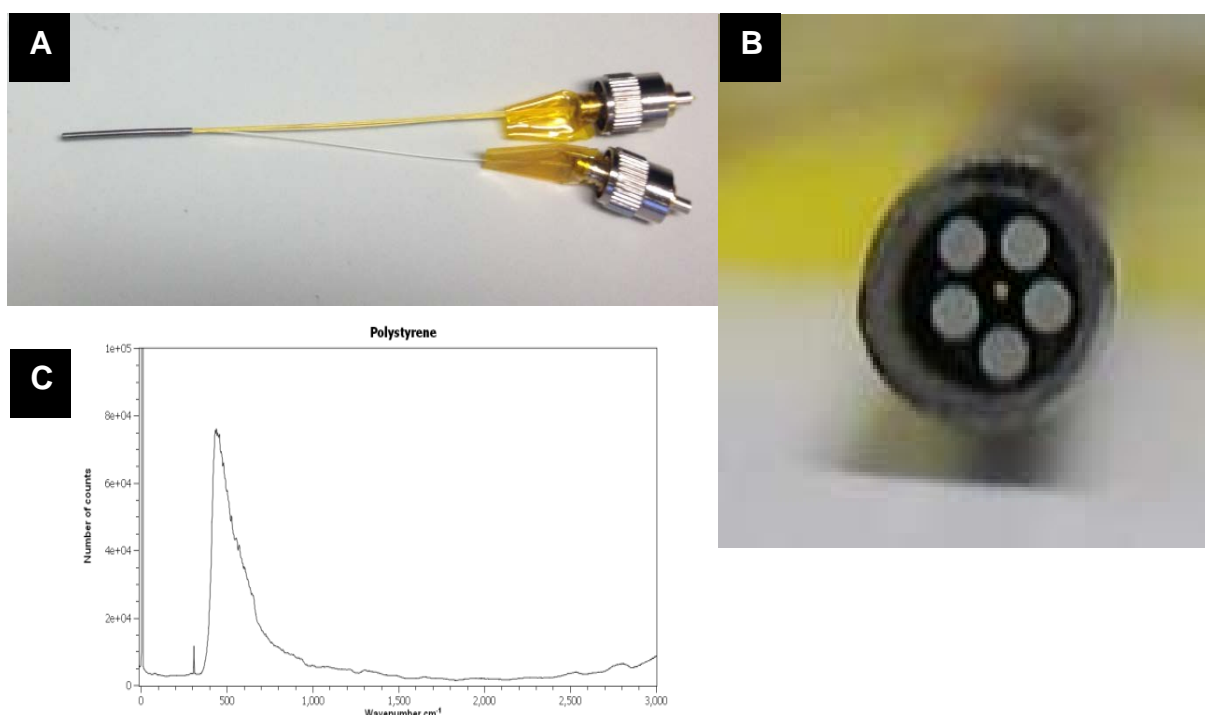 A
B
C
Polystyrene
1e+05
8e+04
6e+04
4e+04
2e+04
0
Number of counts
0 500 1,000 1,500 2,000 2,500 3,000
Wavenumber cm⁻¹